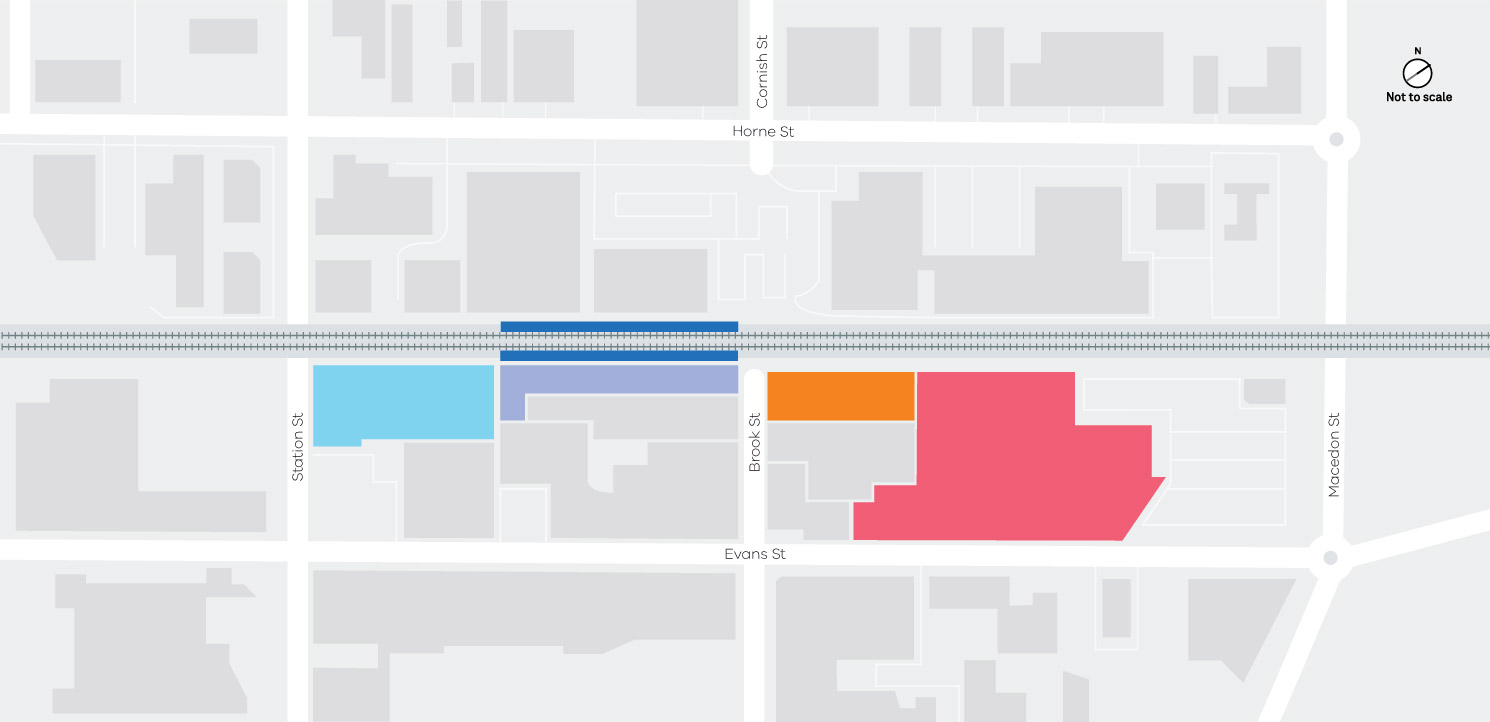 Cornish St
N
Not to scale
Horne St
Station St
Brook St
Macedon St
Evans St